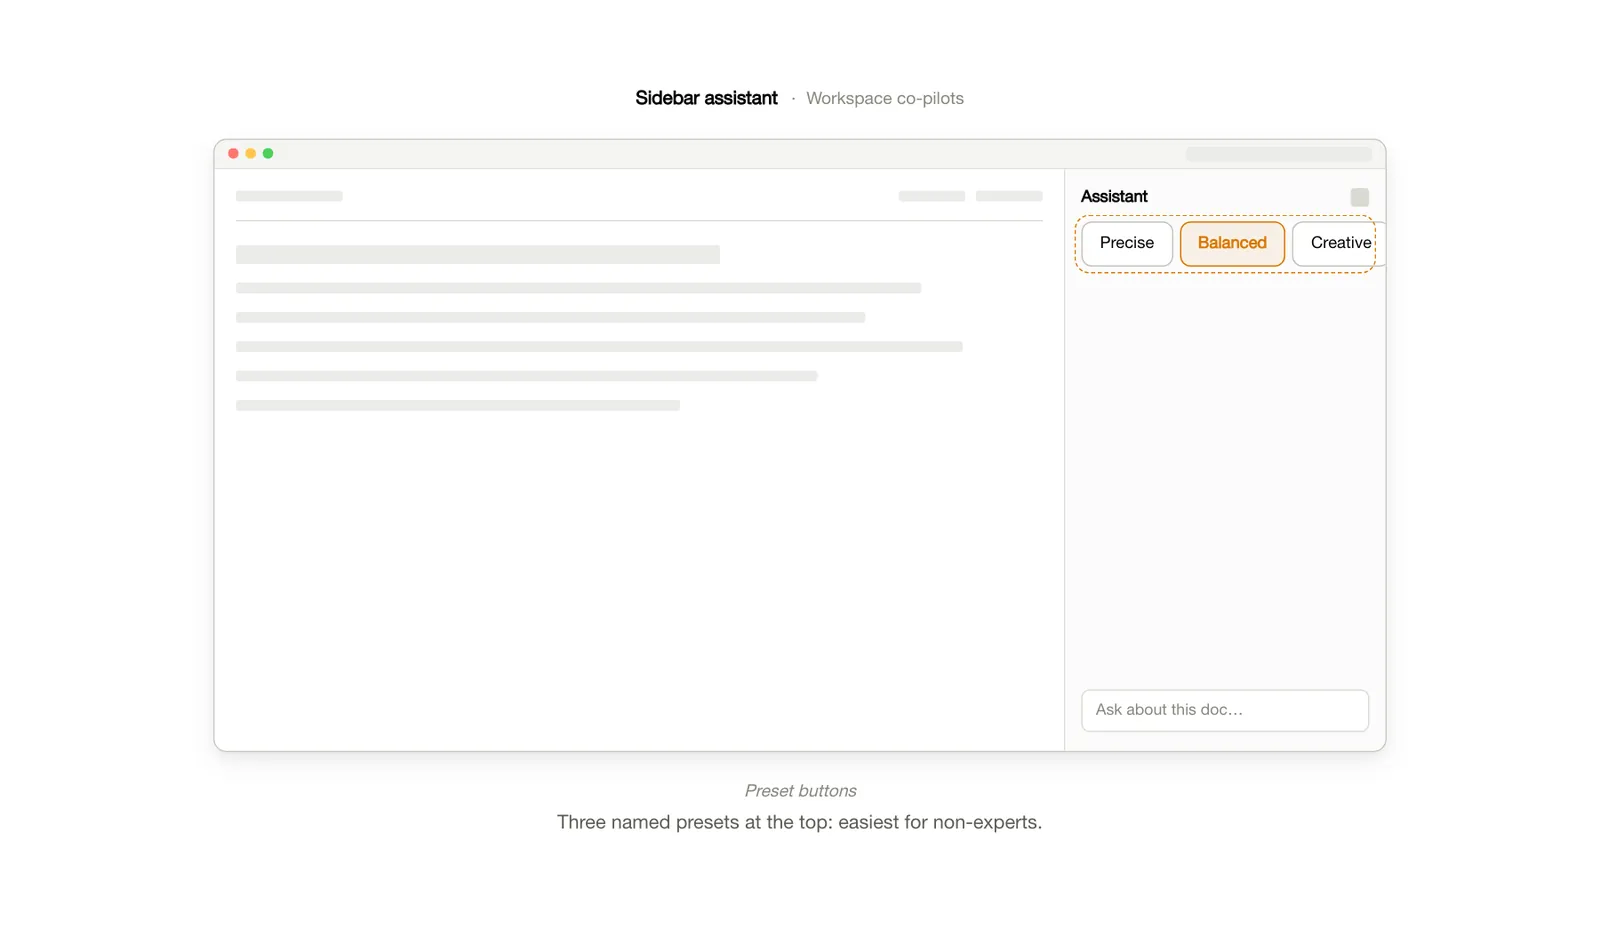 Sidebar assistant · Workspace co-pilots
Assistant
Precise Balanced Creative
Ask about this doc…
Preset buttons
Three named presets at the top: easiest for non-experts.